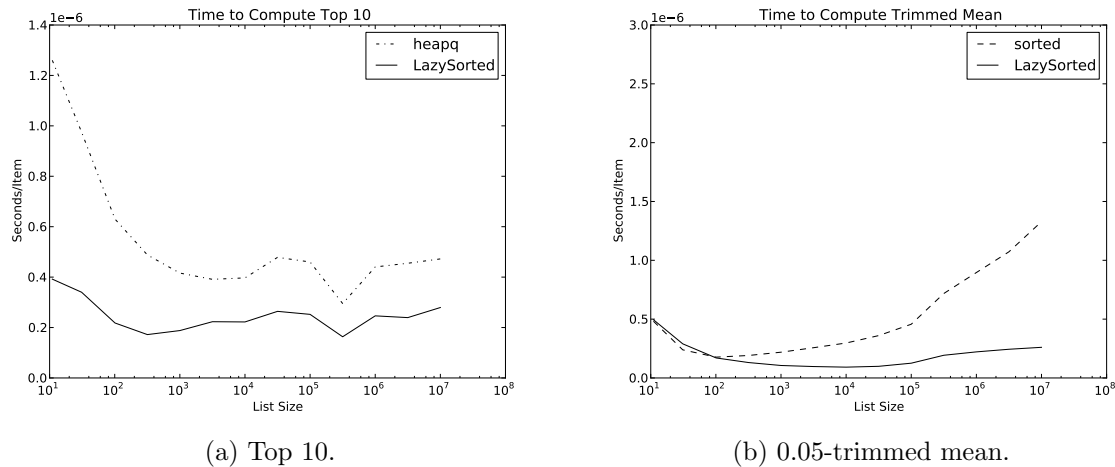 Time to Compute Top 10
1e−6
1.4
1.2
1.0
0.8
0.6
0.4
0.2
0.0
Seconds/Item
heapq
LazySorted
10^1
10^2
10^3
10^4
10^5
10^6
10^7
10^8
List Size
(a) Top 10.
Time to Compute Trimmed Mean
1e−6
3.0
2.5
2.0
1.5
1.0
0.5
0.0
Seconds/Item
sorted
LazySorted
10^1
10^2
10^3
10^4
10^5
10^6
10^7
10^8
List Size
(b) 0.05-trimmed mean.